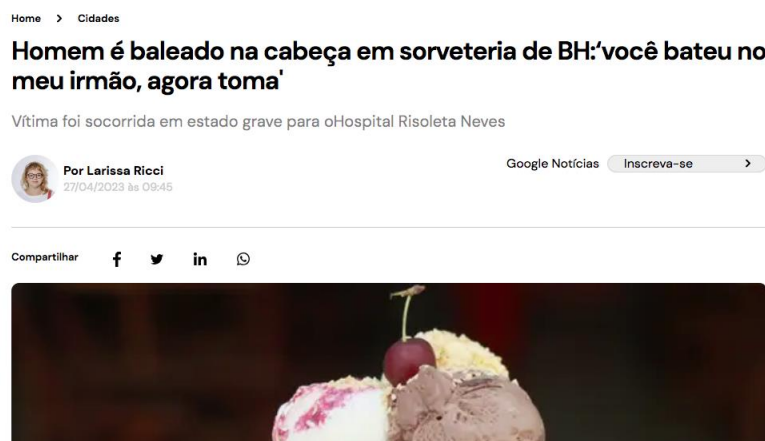 Home > Cidades
Homem é baleado na cabeça em sorveteria de BH:‘você bateu no
meu irmão, agora toma'
Vítima foi socorrida em estado grave para oHospital Risoleta Neves
Por Larissa Ricci
27/04/2023 às 09:45
Google Notícias Inscreva-se >
Compartilhar